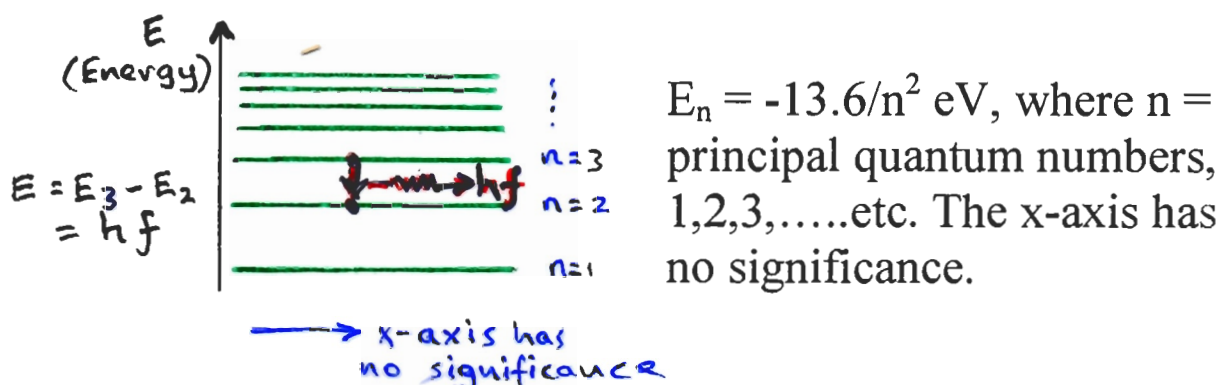 E
(Energy)
n=3
E = E₃ - E₂
= hf
hf
n=2
n=1
x-axis has
no significance
Eₙ = -13.6/n² eV, where n =
principal quantum numbers,
1,2,3,.....etc. The x-axis has
no significance.